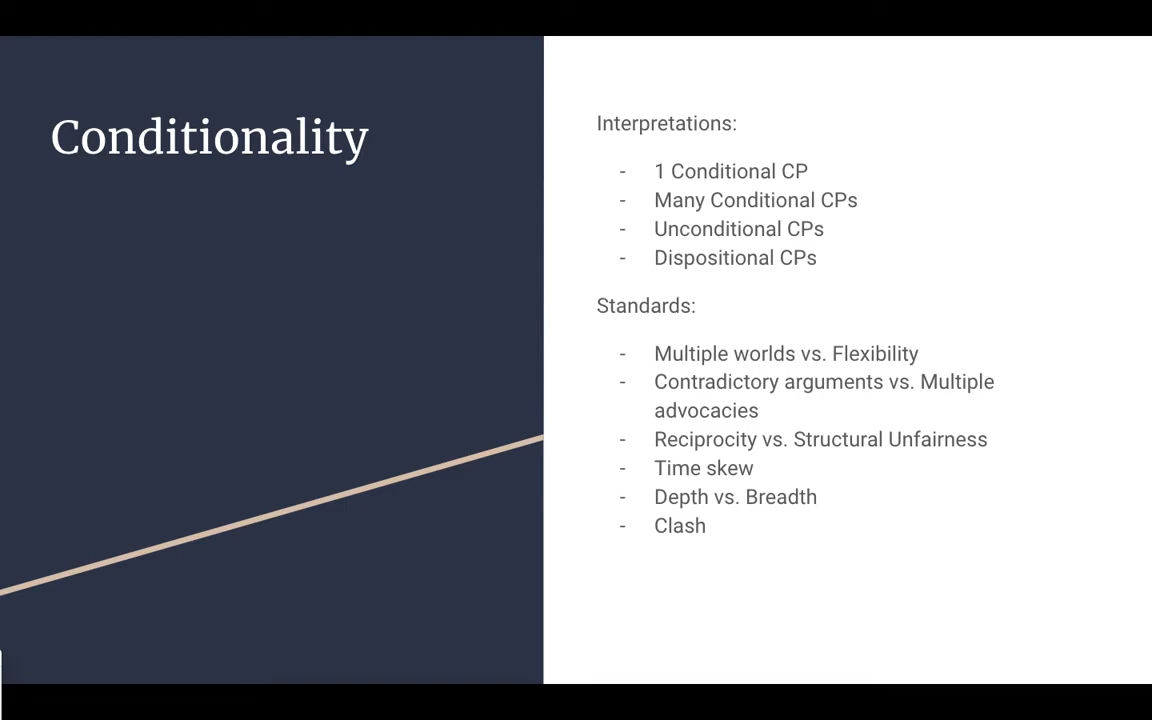 Conditionality
Interpretations:
- 1 Conditional CP
- Many Conditional CPs
- Unconditional CPs
- Dispositional CPs
Standards:
- Multiple worlds vs. Flexibility
- Contradictory arguments vs. Multiple
advocacies
- Reciprocity vs. Structural Unfairness
- Time skew
- Depth vs. Breadth
- Clash